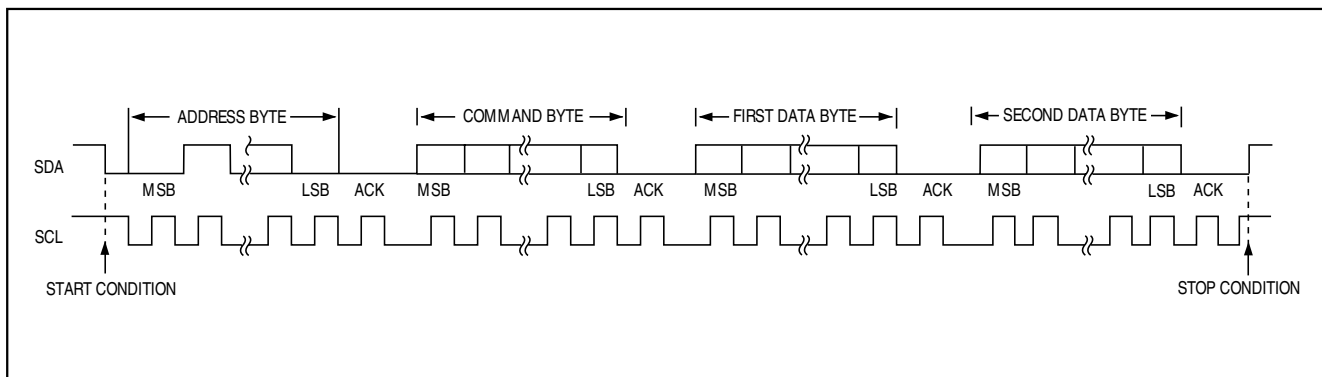 ADDRESS BYTE COMMAND BYTE FIRST DATA BYTE SECOND DATA BYTE
SDA
MSB LSB ACK MSB LSB ACK MSB LSB ACK MSB LSB ACK
SCL
START CONDITION STOP CONDITION